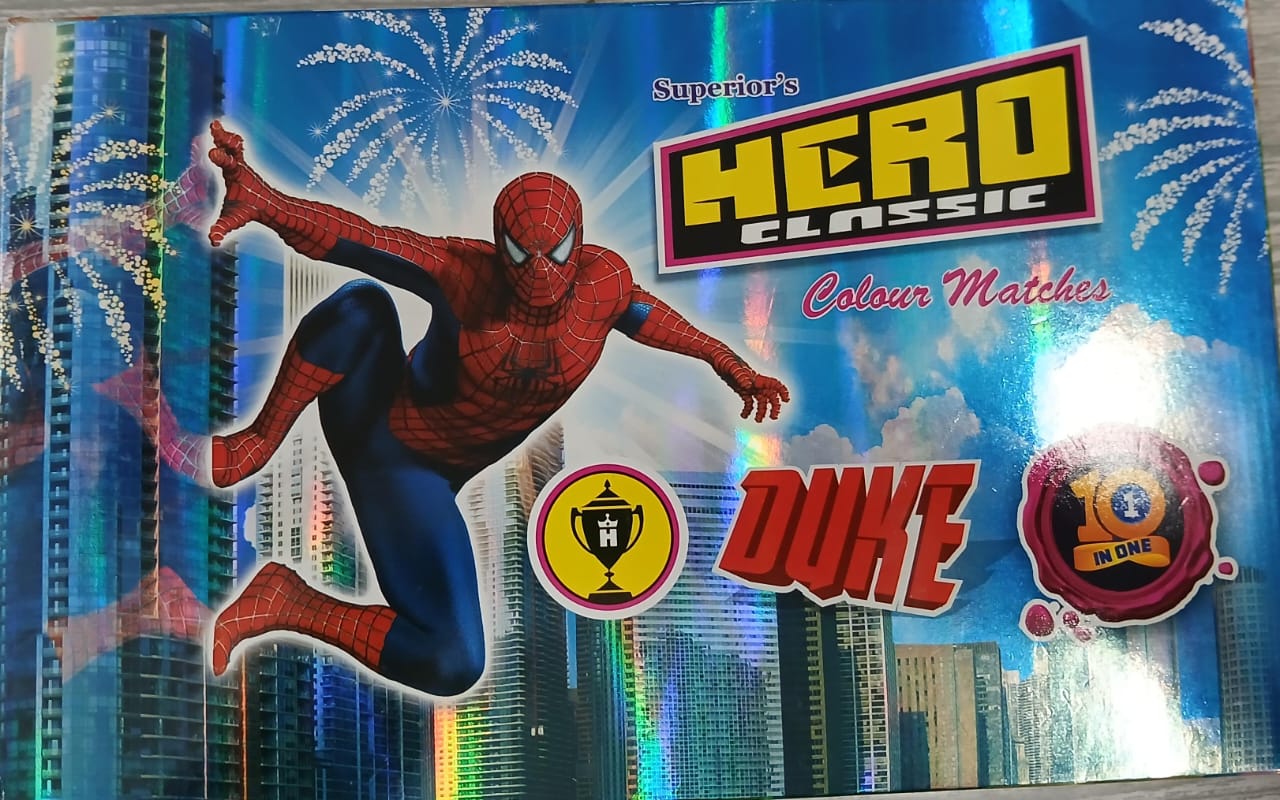 Superior's
HERO
CLASSIC
Colour Matches
H
DUKE
10
1
IN ONE